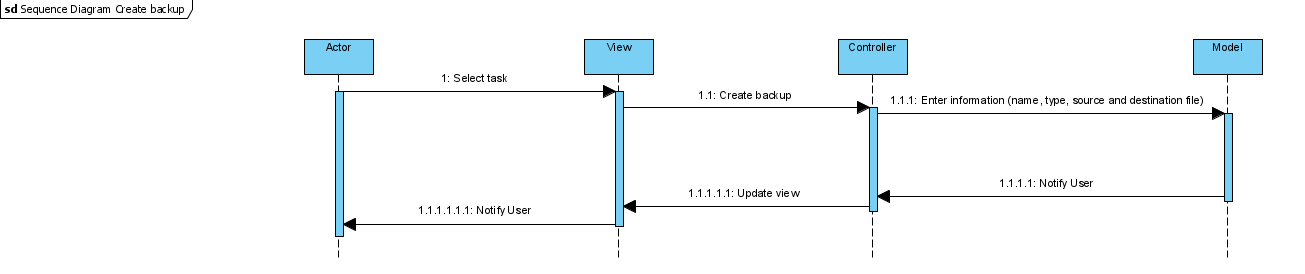 sd Sequence Diagram Create backup
Actor
View
Controller
Model
1: Select task
1.1: Create backup
1.1.1: Enter information (name, type, source and destination file)
1.1.1.1: Notify User
1.1.1.1.1: Update view
1.1.1.1.1.1: Notify User